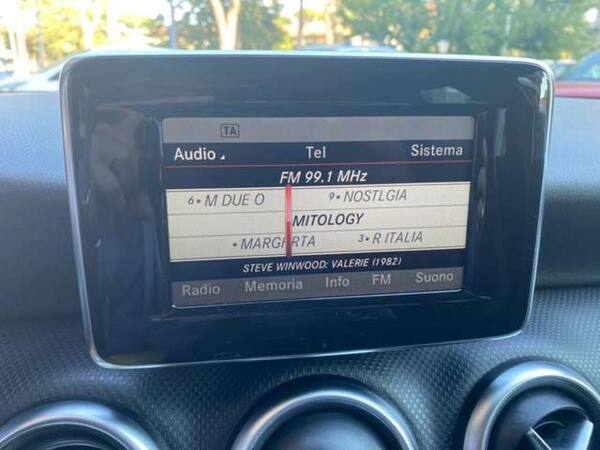 TA
Audio Tel Sistema
FM 99.1 MHz
6• M DUE O 9• NOSTLGIA
MITOLOGY
• MARGHRTA 3• R ITALIA
STEVE WINWOOD: VALERIE (1982)
Radio Memoria Info FM Suono